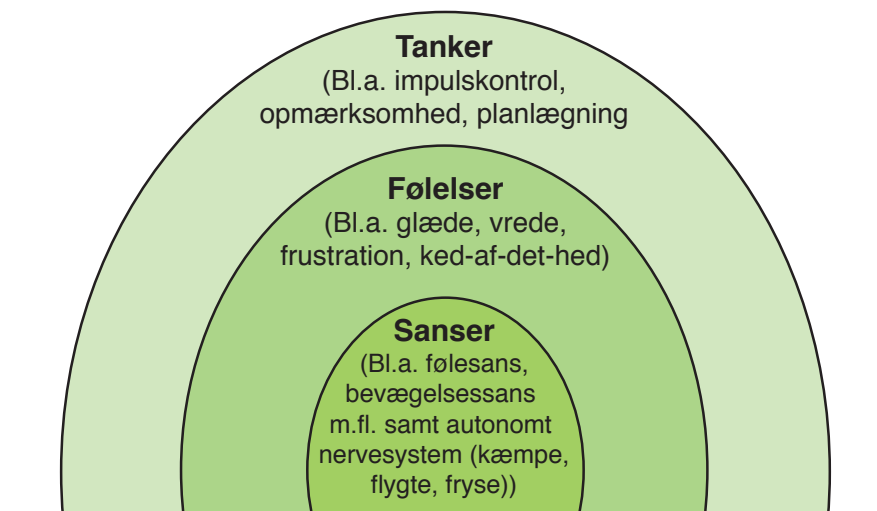 Tanker
(Bl.a. impulskontrol,
opmærksomhed, planlægning
Følelser
(Bl.a. glæde, vrede,
frustration, ked-af-det-hed)
Sanser
(Bl.a. følesans,
bevægelsessans
m.fl. samt autonomt
nervesystem (kæmpe,
flygte, fryse))